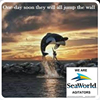 One day soon they will all jump the wall
WE ARE
SeaWorld
AGITATORS